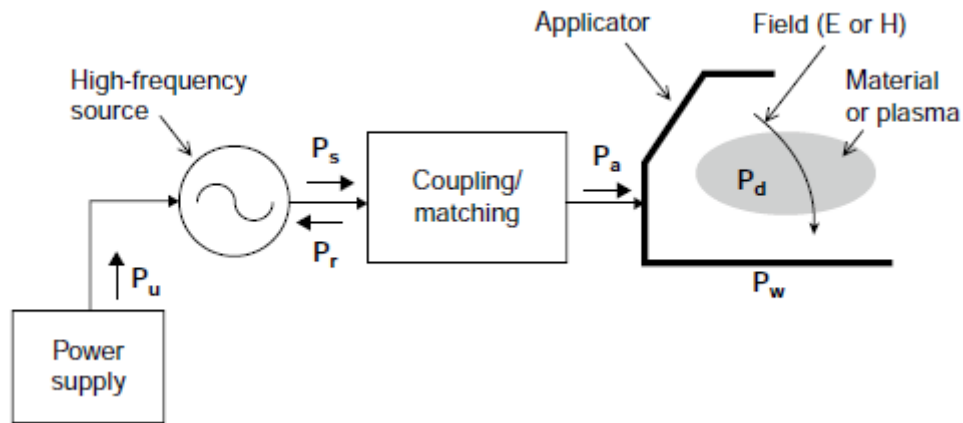 Applicator
Field (E or H)
High-frequency
source
Material
or plasma
Ps
Pa
Coupling/
matching
Pd
Pr
Pu
Pw
Power
supply